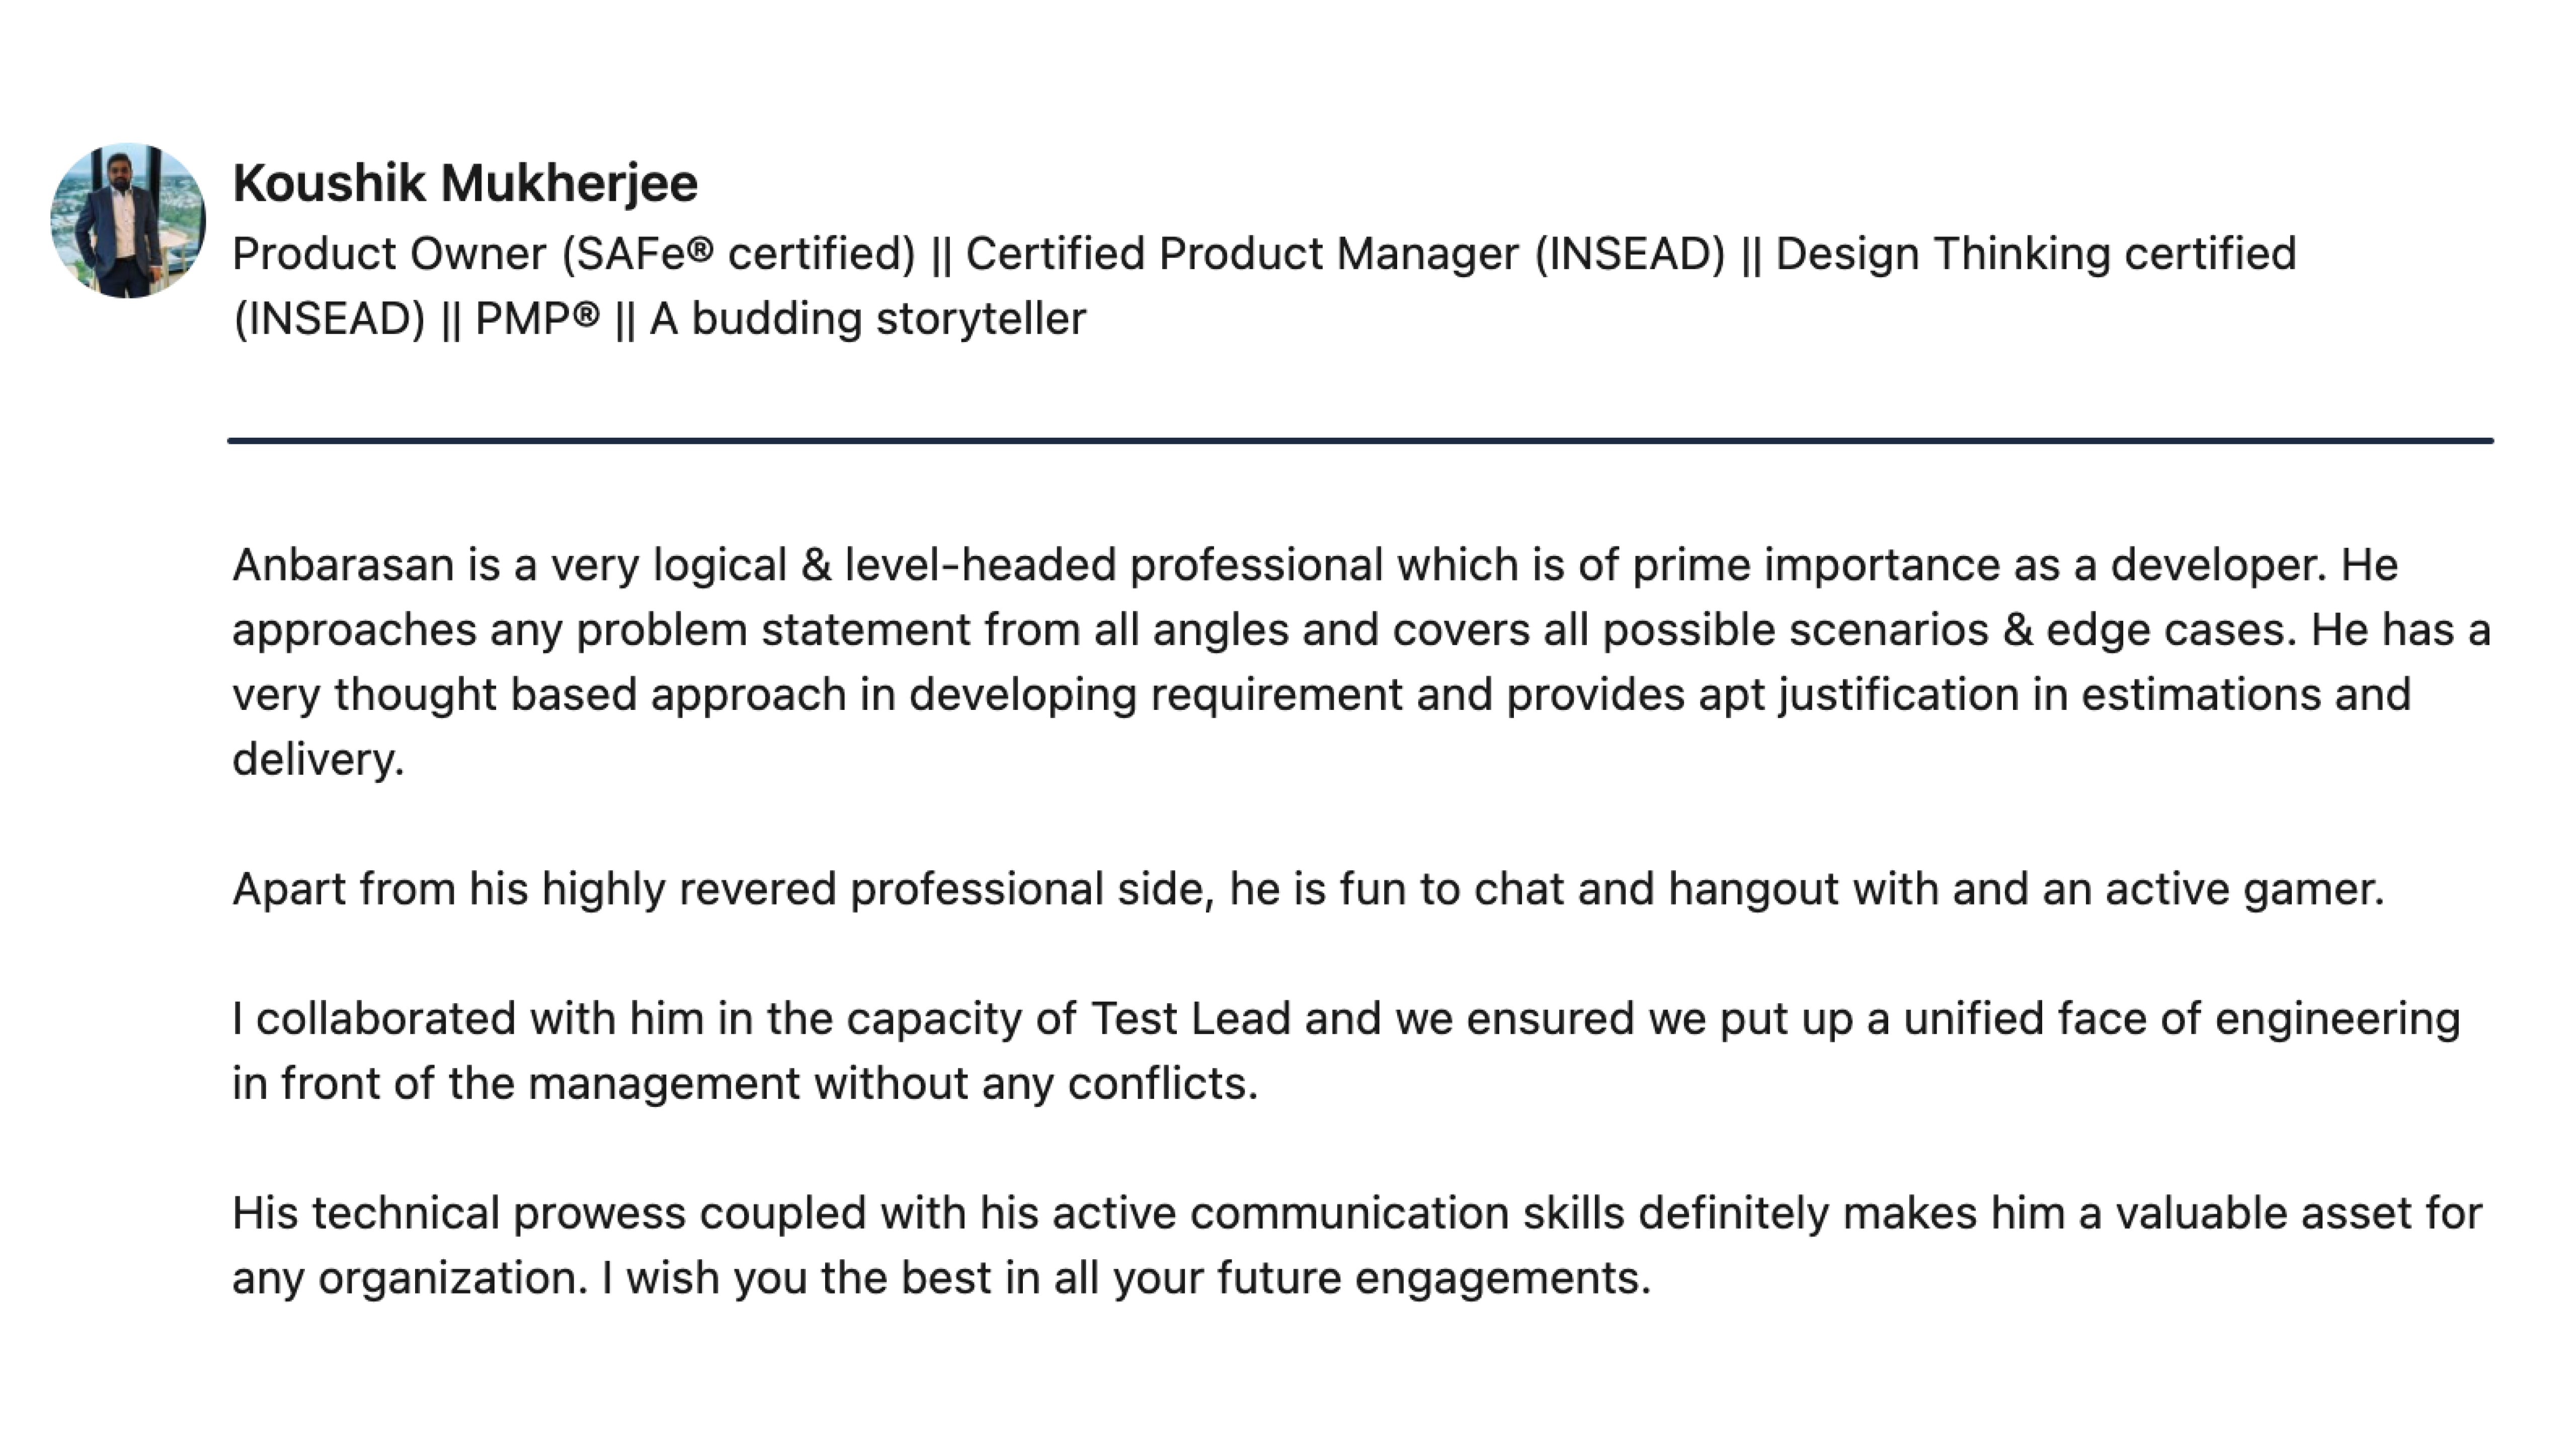 Koushik Mukherjee
Product Owner (SAFe® certified) || Certified Product Manager (INSEAD) || Design Thinking certified
(INSEAD) || PMP® || A budding storyteller
Anbarasan is a very logical & level-headed professional which is of prime importance as a developer. He
approaches any problem statement from all angles and covers all possible scenarios & edge cases. He has a
very thought based approach in developing requirement and provides apt justification in estimations and
delivery.
Apart from his highly revered professional side, he is fun to chat and hangout with and an active gamer.
I collaborated with him in the capacity of Test Lead and we ensured we put up a unified face of engineering
in front of the management without any conflicts.
His technical prowess coupled with his active communication skills definitely makes him a valuable asset for
any organization. I wish you the best in all your future engagements.